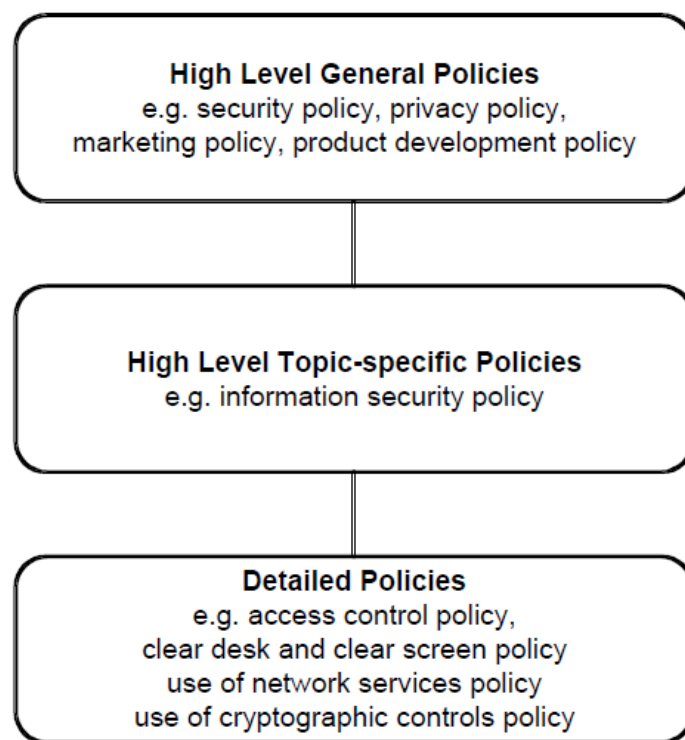 High Level General Policies
e.g. security policy, privacy policy,
marketing policy, product development policy
High Level Topic-specific Policies
e.g. information security policy
Detailed Policies
e.g. access control policy,
clear desk and clear screen policy
use of network services policy
use of cryptographic controls policy